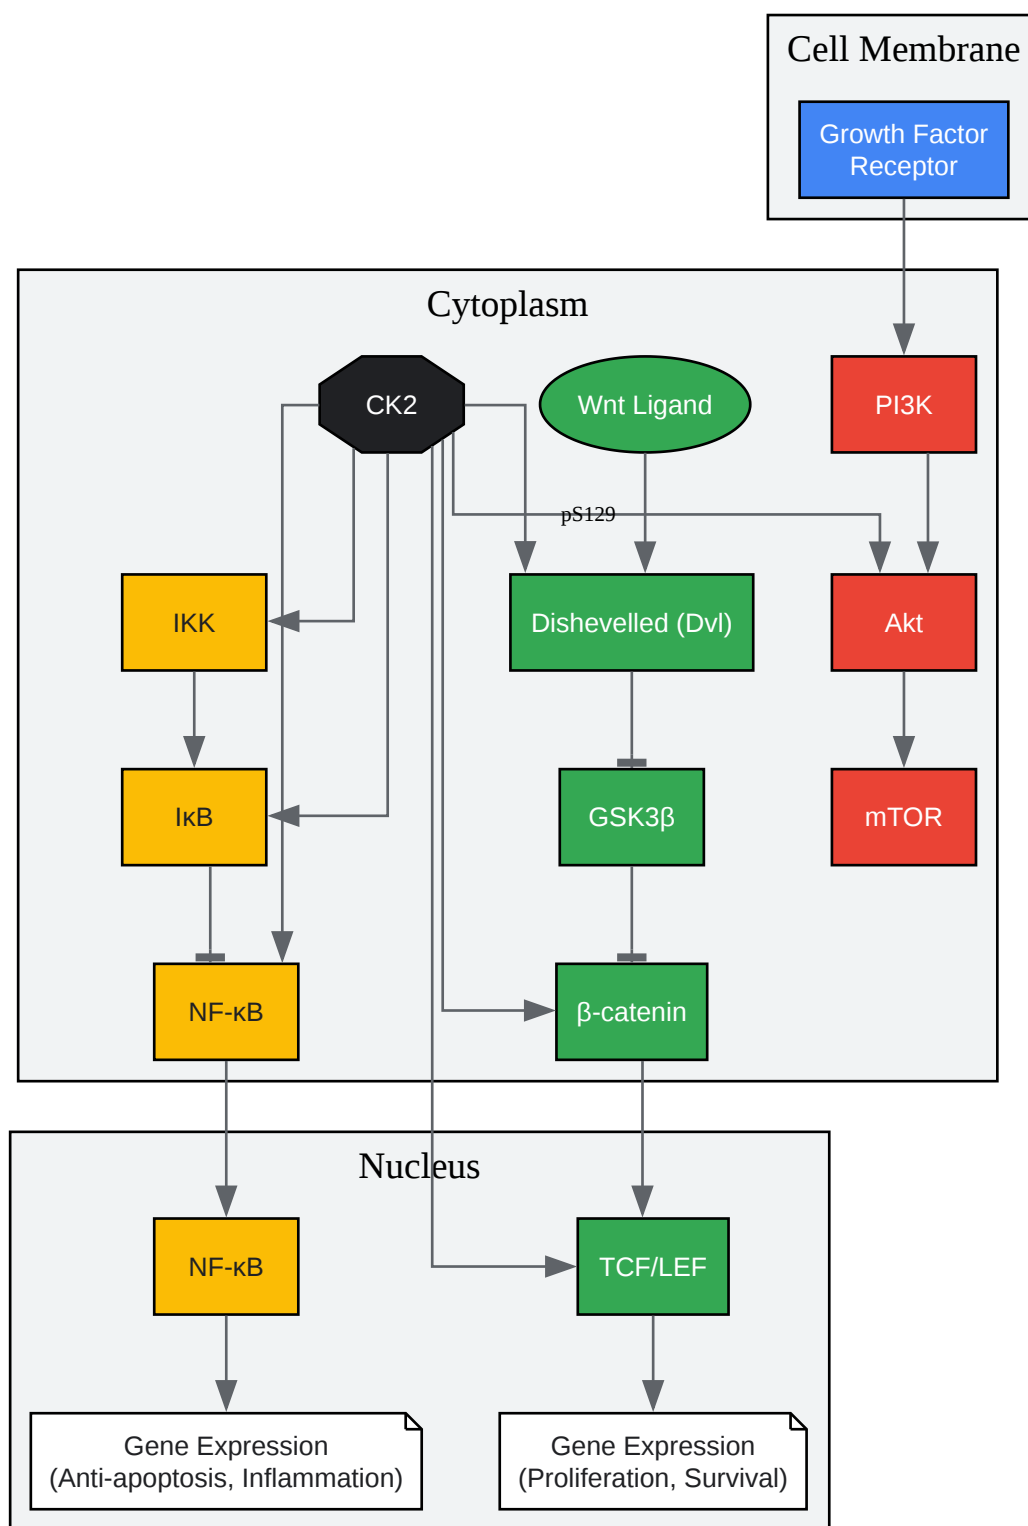 Cell Membrane
Growth Factor
Receptor
Cytoplasm
CK2
Wnt Ligand
PI3K
pS129
IKK
Dishevelled (Dvl)
Akt
IκB
GSK3β
mTOR
NF-κB
β-catenin
Nucleus
NF-κB
TCF/LEF
Gene Expression
(Anti-apoptosis, Inflammation)
Gene Expression
(Proliferation, Survival)